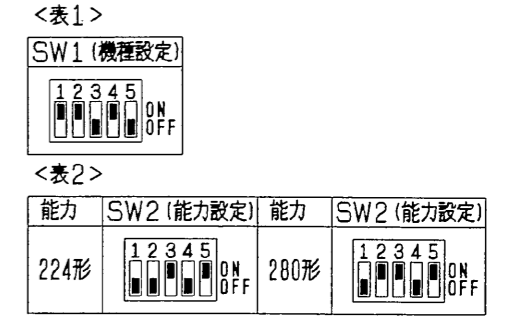 <表1>
SW1(機種設定)
1 2 3 4 5
ON
OFF
<表2>
能力 SW2(能力設定) 能力 SW2(能力設定)
224形 1 2 3 4 5 ON OFF 280形 1 2 3 4 5 ON OFF